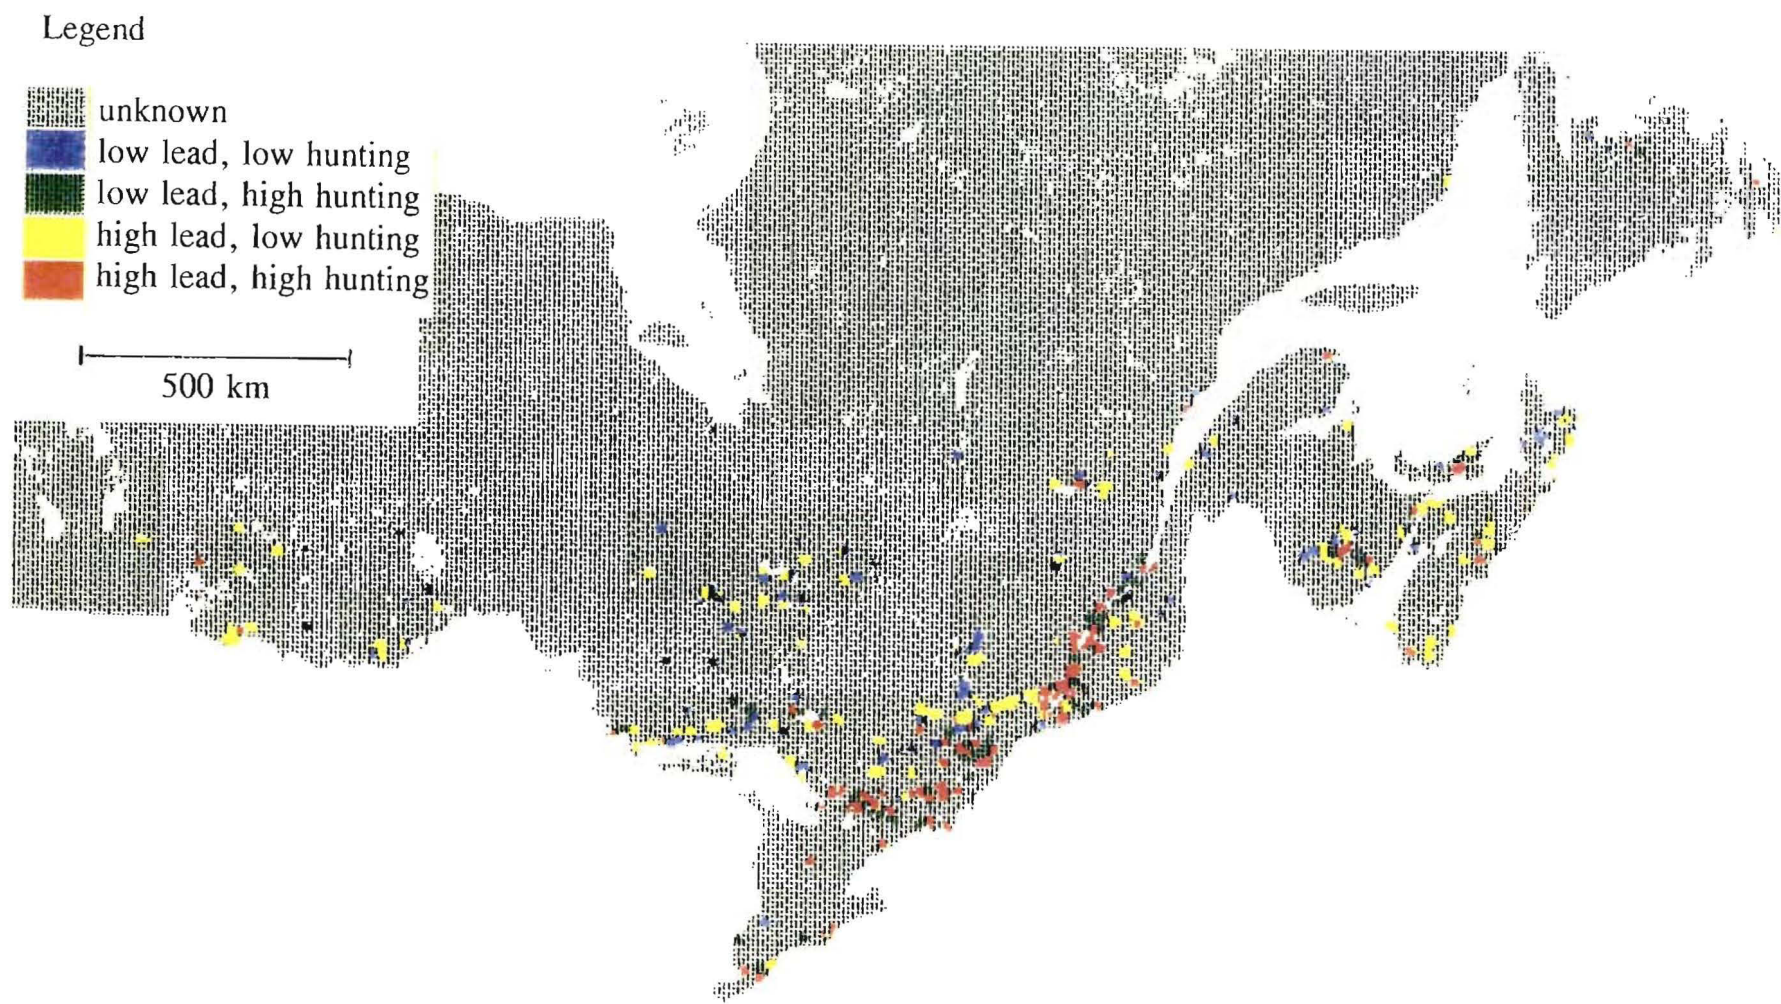 Legend
unknown
low lead, low hunting
low lead, high hunting
high lead, low hunting
high lead, high hunting
500 km